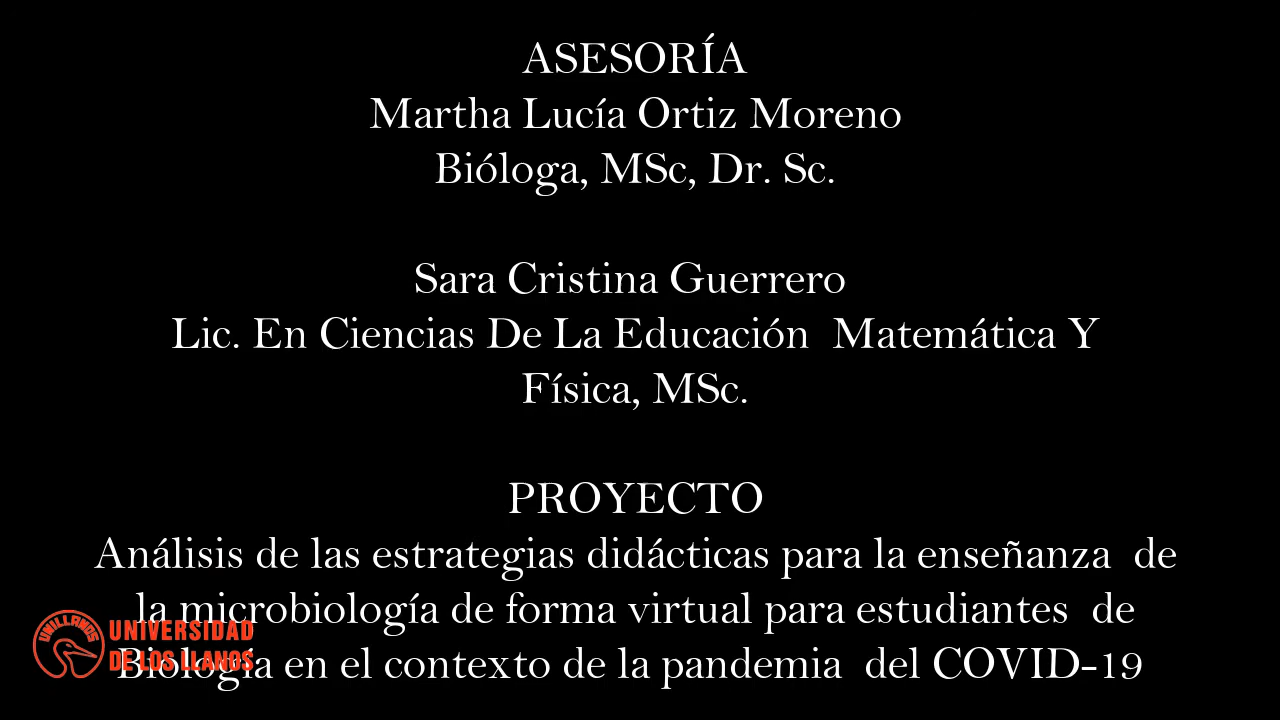 ASESORÍA
Martha Lucía Ortiz Moreno
Bióloga, MSc, Dr. Sc.
Sara Cristina Guerrero
Lic. En Ciencias De La Educación Matemática Y
Física, MSc.
PROYECTO
Análisis de las estrategias didácticas para la enseñanza de
la microbiología de forma virtual para estudiantes de
Biología en el contexto de la pandemia del COVID-19
UNILLANOS
UNIVERSIDAD
DE LOS LLANOS